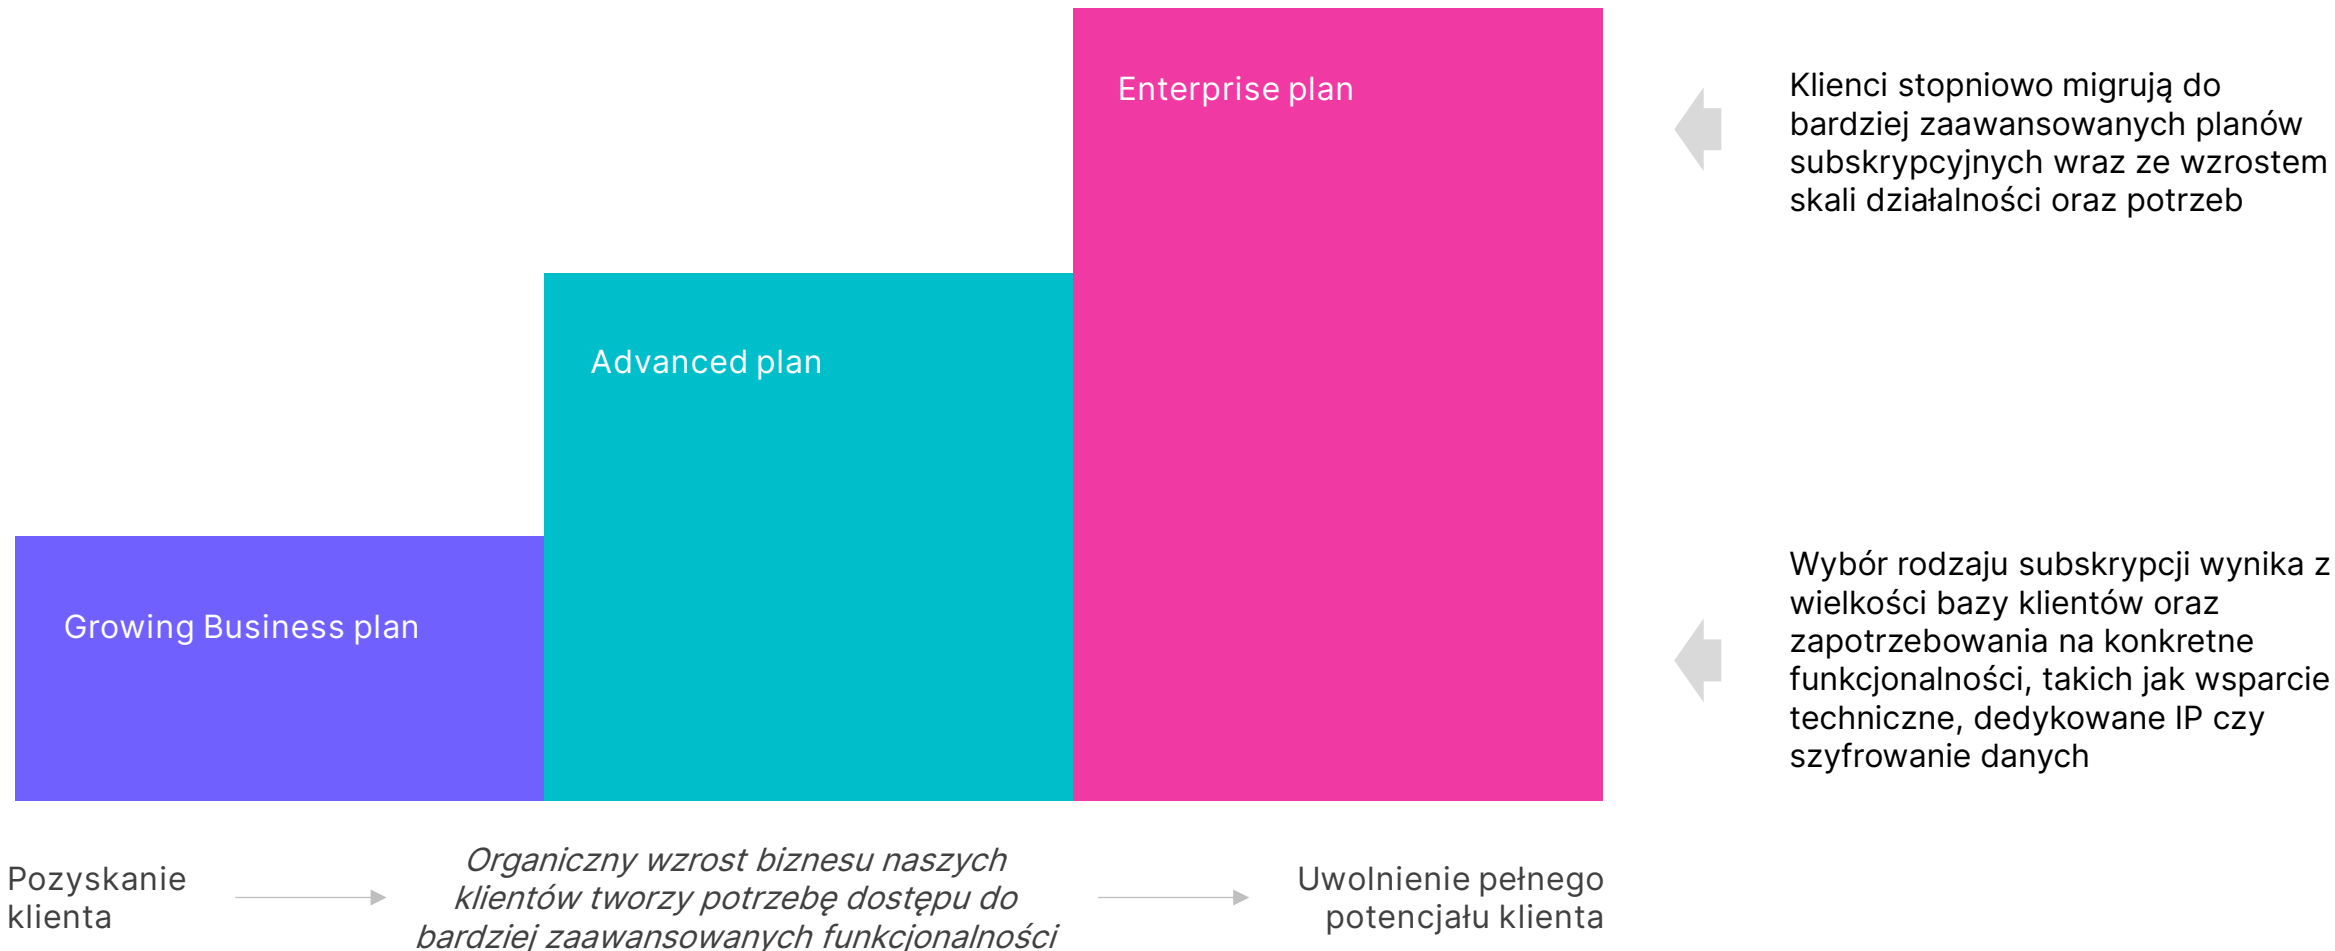 Enterprise plan
Advanced plan
Growing Business plan
Klienci stopniowo migrują do
bardziej zaawansowanych planów
subskrypcyjnych wraz ze wzrostem
skali działalności oraz potrzeb
Wybór rodzaju subskrypcji wynika z
wielkości bazy klientów oraz
zapotrzebowania na konkretne
funkcjonalności, takich jak wsparcie
techniczne, dedykowane IP czy
szyfrowanie danych
Pozyskanie
klienta
Organiczny wzrost biznesu naszych
klientów tworzy potrzebę dostępu do
bardziej zaawansowanych funkcjonalności
Uwolnienie pełnego
potencjału klienta